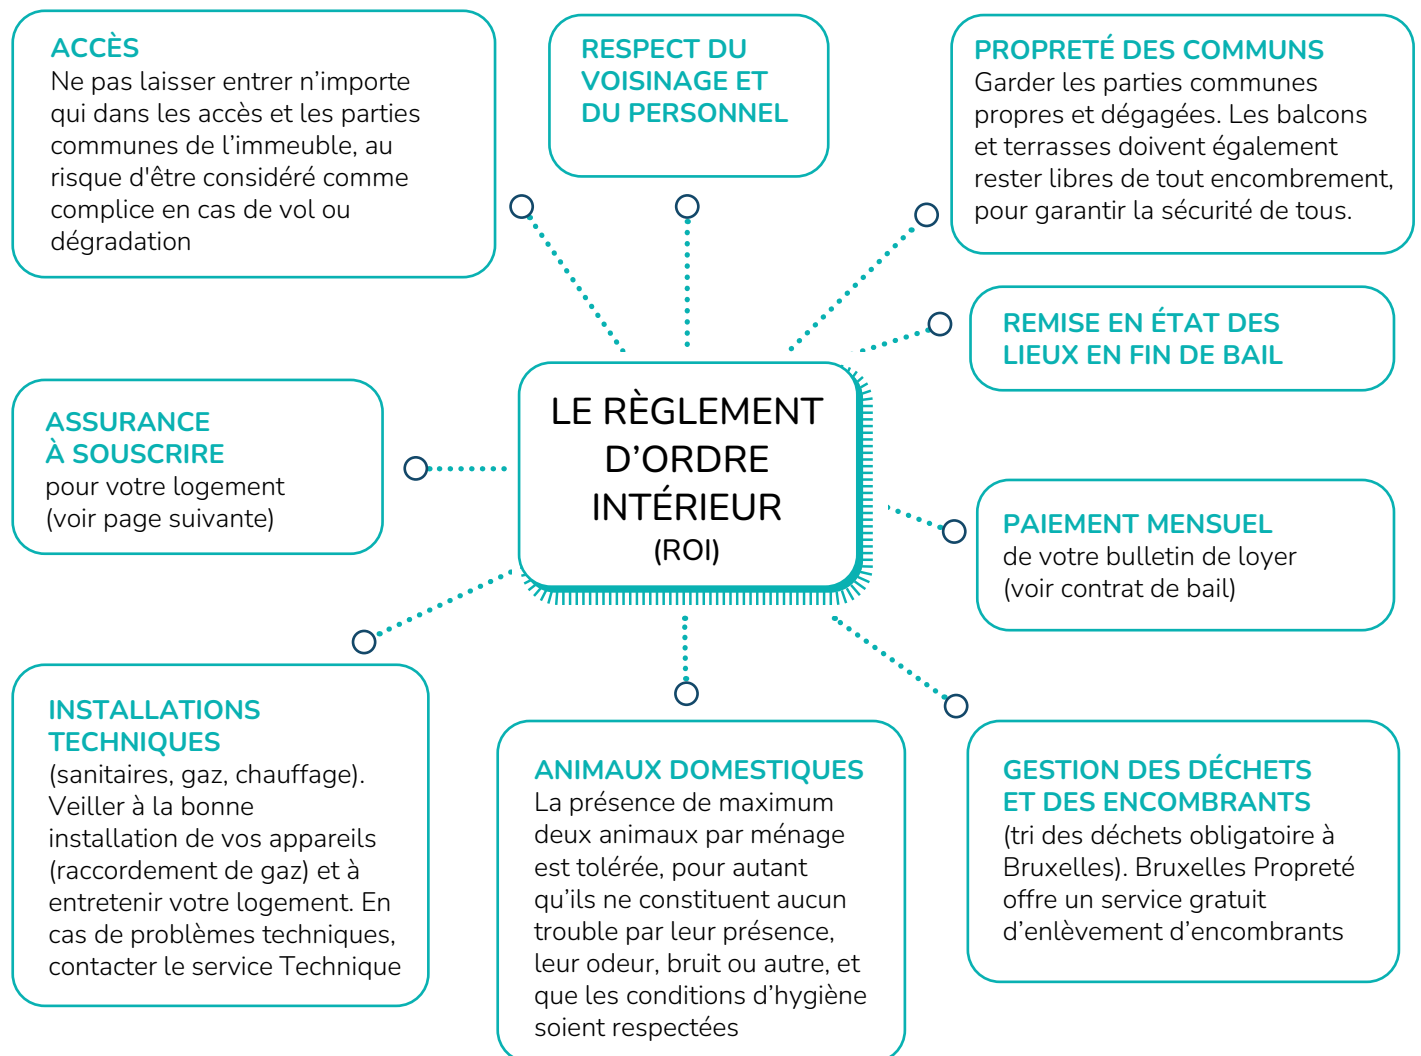 ACCÈS
Ne pas laisser entrer n’importe
qui dans les accès et les parties
communes de l’immeuble, au
risque d'être considéré comme
complice en cas de vol ou
dégradation
RESPECT DU
VOISINAGE ET
DU PERSONNEL
PROPRETÉ DES COMMUNS
Garder les parties communes
propres et dégagées. Les balcons
et terrasses doivent également
rester libres de tout encombrement,
pour garantir la sécurité de tous.
REMISE EN ÉTAT DES
LIEUX EN FIN DE BAIL
ASSURANCE
À SOUSCRIRE
pour votre logement
(voir page suivante)
LE RÈGLEMENT
D’ORDRE
INTÉRIEUR
(ROI)
PAIEMENT MENSUEL
de votre bulletin de loyer
(voir contrat de bail)
INSTALLATIONS
TECHNIQUES
(sanitaires, gaz, chauffage).
Veiller à la bonne
installation de vos appareils
(raccordement de gaz) et à
entretenir votre logement. En
cas de problèmes techniques,
contacter le service Technique
ANIMAUX DOMESTIQUES
La présence de maximum
deux animaux par ménage
est tolérée, pour autant
qu’ils ne constituent aucun
trouble par leur présence,
leur odeur, bruit ou autre, et
que les conditions d’hygiène
soient respectées
GESTION DES DÉCHETS
ET DES ENCOMBRANTS
(tri des déchets obligatoire à
Bruxelles). Bruxelles Propreté
offre un service gratuit
d’enlèvement d’encombrants